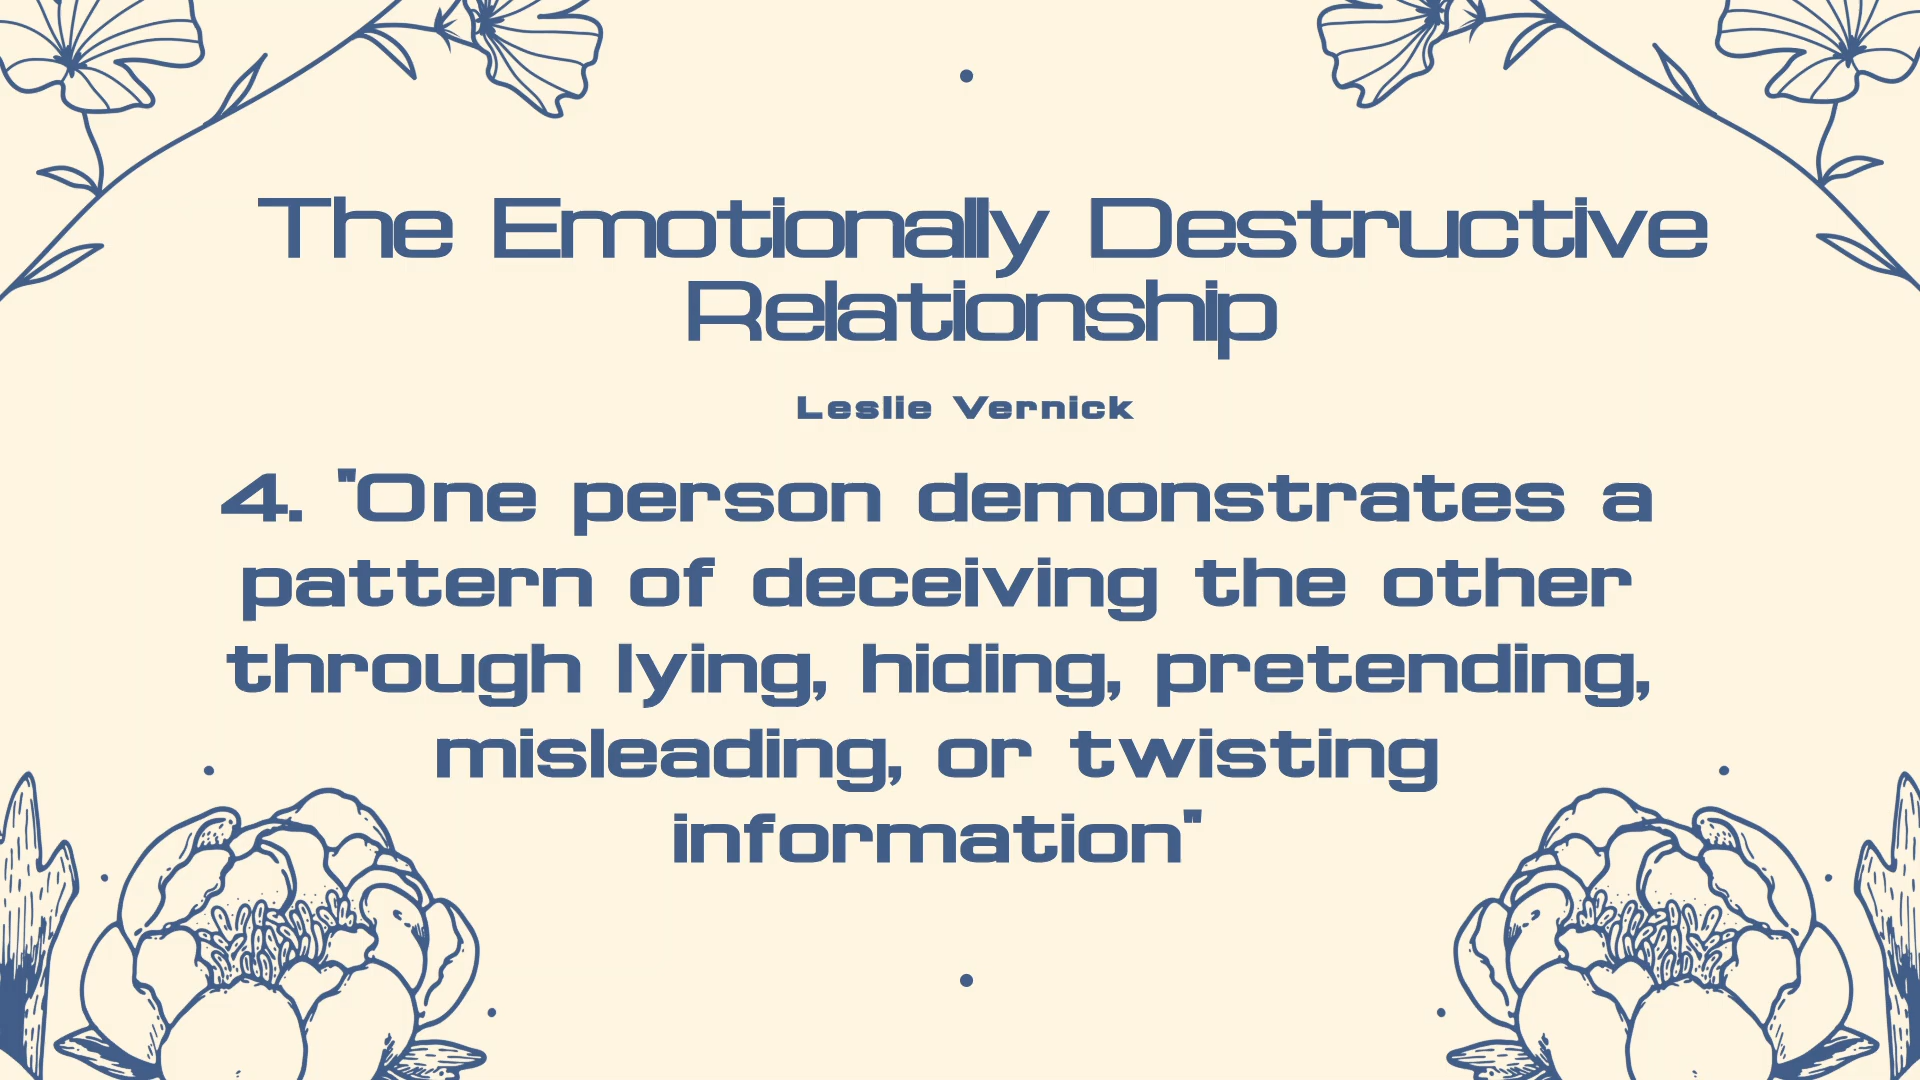 The Emotionally Destructive
Relationship
Leslie Vernick
4. "One person demonstrates a
pattern of deceiving the other
through lying, hiding, pretending,
misleading, or twisting
information"